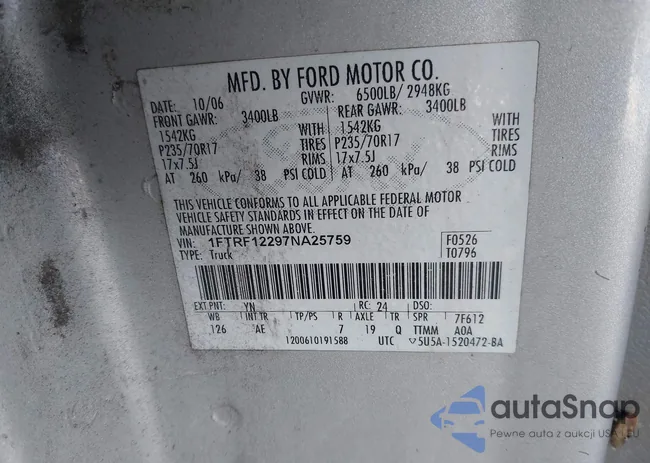 MFD. BY FORD MOTOR CO.
DATE: 10/06 GVWR: 6500LB/ 2948KG
FRONT GAWR: 3400LB REAR GAWR: 3400LB
1542KG WITH 1542KG WITH
P235/70R17 TIRES P235/70R17 TIRES
17x7.5J RIMS 17x7.5J RIMS
AT 260 kPa/ 38 PSI COLD AT 260 kPa/ 38 PSI COLD
THIS VEHICLE CONFORMS TO ALL APPLICABLE FEDERAL MOTOR
VEHICLE SAFETY STANDARDS IN EFFECT ON THE DATE OF
MANUFACTURE SHOWN ABOVE.
VIN: 1FTRF12297NA25759 F0526
TYPE: Truck T0796
EXT PNT: YN RC: 24 DSO:
WB INT TR TP/PS R AXLE TR SPR 7F612
126 AE 7 19 Q TTMM AOA
1200610191588 UTC ▽5U5A-1520472-BA
autaSnap
Pewne auta z aukcji USA i EU